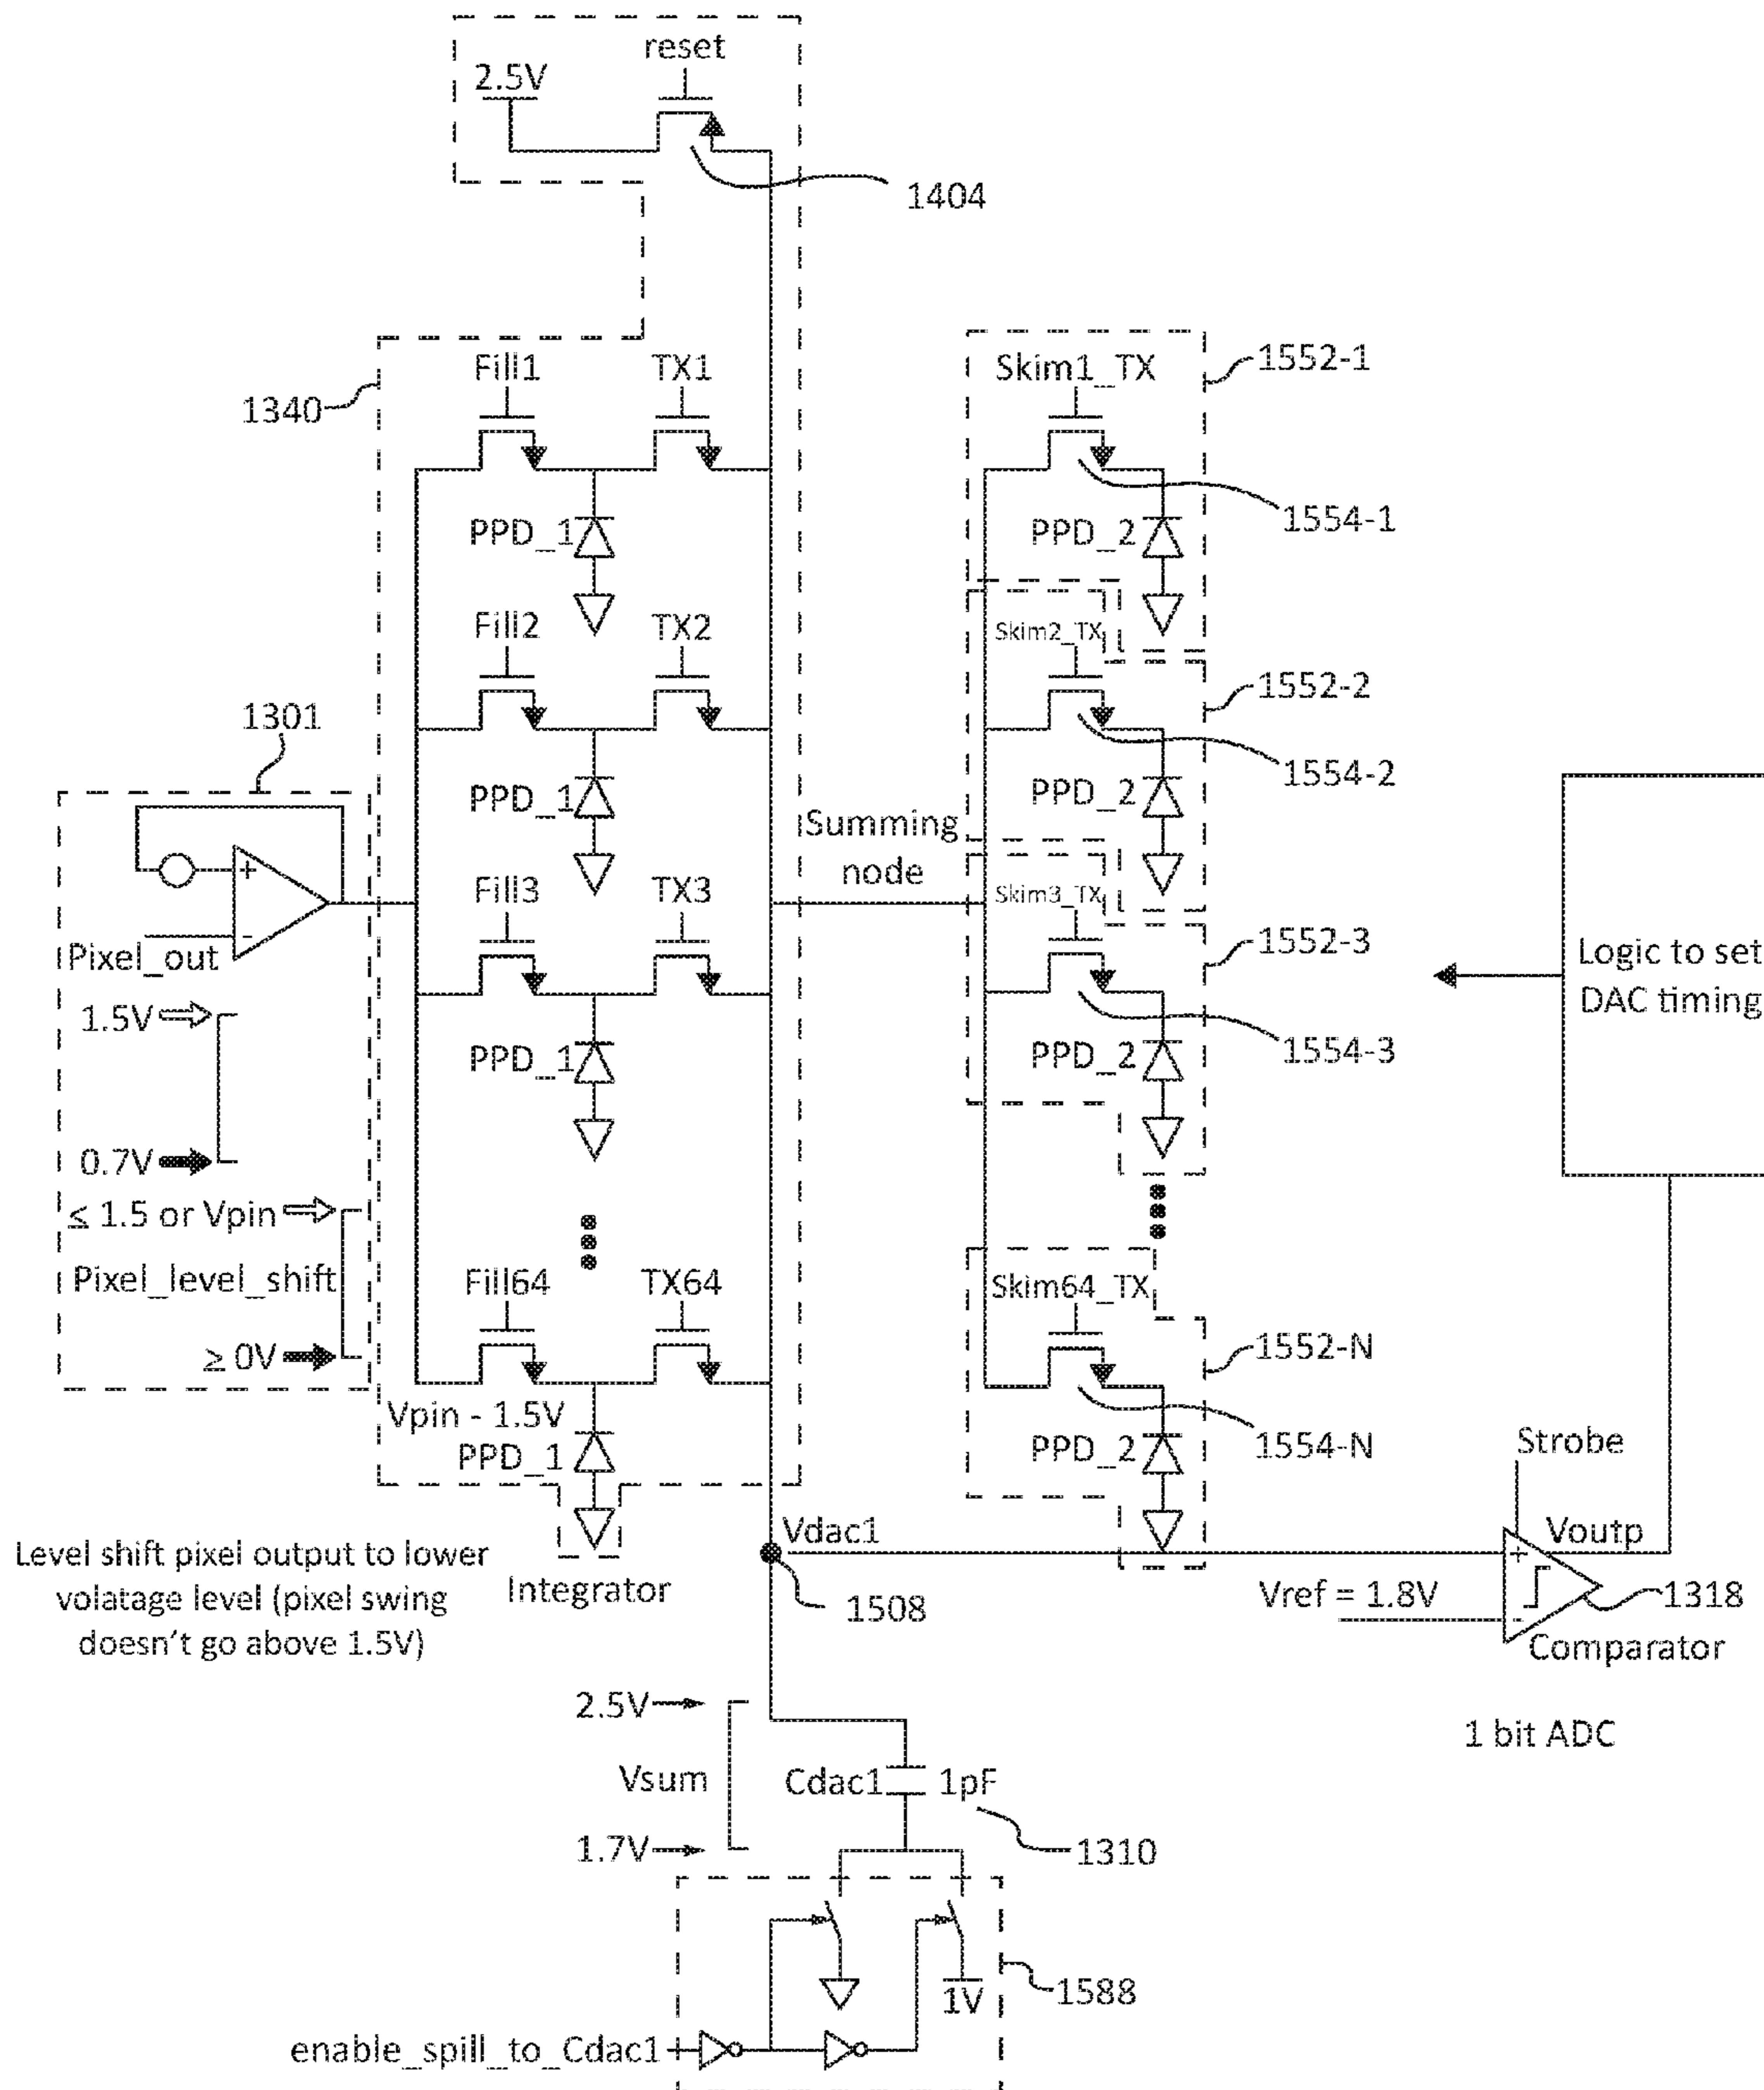 reset
2.5V
1404
Fill1
TX1
Skim1_TX
1552-1
1340
PPD_1
PPD_2
1554-1
Fill2
TX2
Skim2_TX
1552-2
1301
PPD_1
PPD_2
1554-2
Summing
node
Fill3
TX3
Skim3_TX
1552-3
+
-
Pixel_out
Logic to set
DAC timing
1.5V
PPD_1
PPD_2
1554-3
0.7V
≤ 1.5 or Vpin
Pixel_level_shift
Fill64
TX64
Skim64_TX
≥ 0V
1552-N
Vpin - 1.5V
PPD_1
PPD_2
1554-N
Strobe
Vdac1
+
Voutp
Level shift pixel output to lower
volatage level (pixel swing
doesn't go above 1.5V)
Integrator
1508
Vref = 1.8V
-
1318
Comparator
2.5V
1 bit ADC
Vsum
Cdac1
1pF
1.7V
1310
1V
1588
enable_spill_to_Cdac1